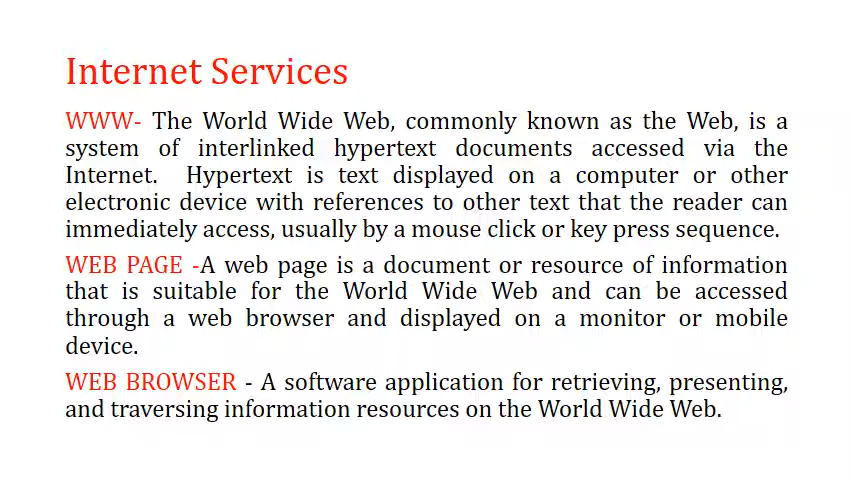 Internet Services
WWW- The World Wide Web, commonly known as the Web, is a
system of interlinked hypertext documents accessed via the
Internet. Hypertext is text displayed on a computer or other
electronic device with references to other text that the reader can
immediately access, usually by a mouse click or key press sequence.
WEB PAGE -A web page is a document or resource of information
that is suitable for the World Wide Web and can be accessed
through a web browser and displayed on a monitor or mobile
device.
WEB BROWSER - A software application for retrieving, presenting,
and traversing information resources on the World Wide Web.